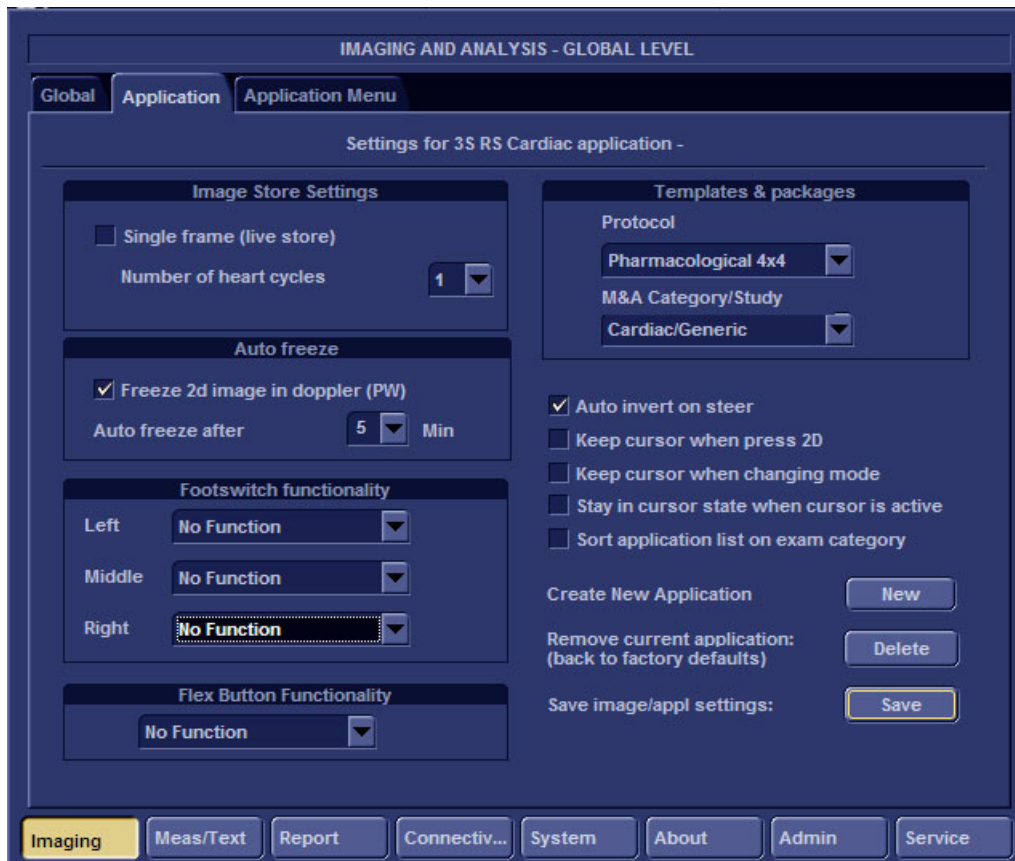 IMAGING AND ANALYSIS - GLOBAL LEVEL
Global
Application
Application Menu
Settings for 3S RS Cardiac application -
Image Store Settings
Single frame (live store)
Number of heart cycles
1
Auto freeze
Freeze 2d image in doppler (PW)
Auto freeze after
5
Min
Footswitch functionality
Left
No Function
Middle
No Function
Right
No Function
Flex Button Functionality
No Function
Templates & packages
Protocol
Pharmacological 4x4
M&A Category/Study
Cardiac/Generic
Auto invert on steer
Keep cursor when press 2D
Keep cursor when changing mode
Stay in cursor state when cursor is active
Sort application list on exam category
Create New Application
New
Remove current application:
(back to factory defaults)
Delete
Save image/appl settings:
Save
Imaging
Meas/Text
Report
Connectiv...
System
About
Admin
Service